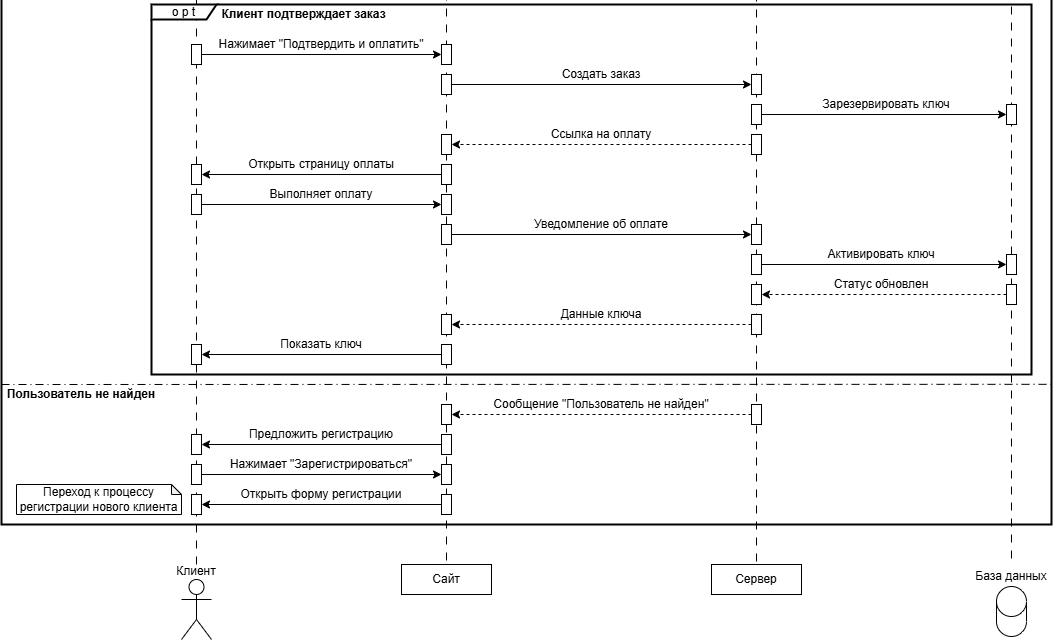 opt
Клиент подтверждает заказ
Нажимает "Подтвердить и оплатить"
Создать заказ
Зарезервировать ключ
Ссылка на оплату
Открыть страницу оплаты
Выполняет оплату
Уведомление об оплате
Активировать ключ
Статус обновлен
Данные ключа
Показать ключ
Пользователь не найден
Сообщение "Пользователь не найден"
Предложить регистрацию
Нажимает "Зарегистрироваться"
Открыть форму регистрации
Переход к процессу
регистрации нового клиента
Клиент
Сайт
Сервер
База данных